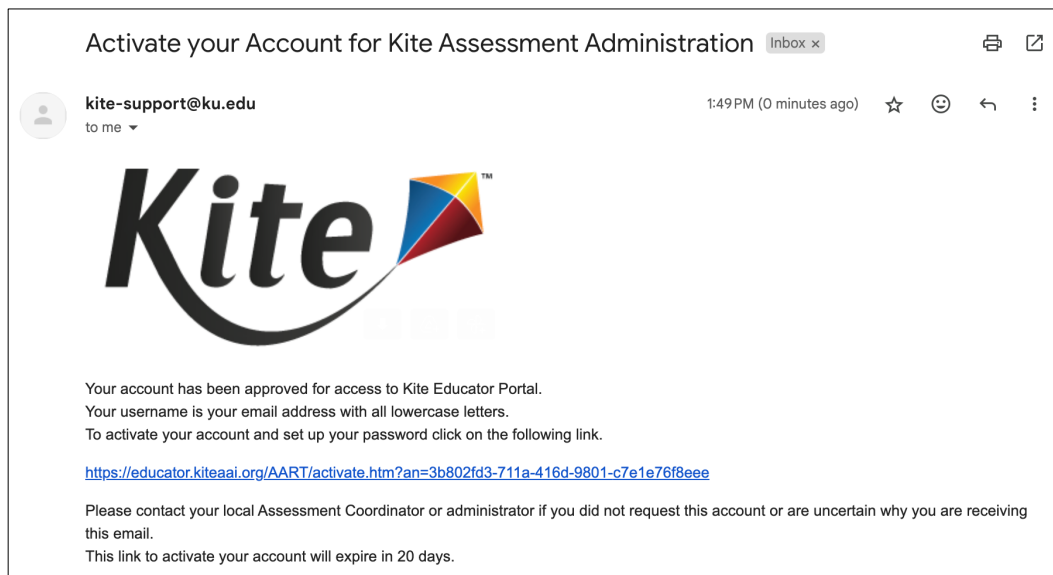 Activate your Account for Kite Assessment Administration Inbox ×
kite-support@ku.edu 1:49 PM (0 minutes ago)
to me
Kite™
Your account has been approved for access to Kite Educator Portal.
Your username is your email address with all lowercase letters.
To activate your account and set up your password click on the following link.
https://educator.kiteaai.org/AART/activate.htm?an=3b802fd3-711a-416d-9801-c7e1e76f8eee
Please contact your local Assessment Coordinator or administrator if you did not request this account or are uncertain why you are receiving
this email.
This link to activate your account will expire in 20 days.